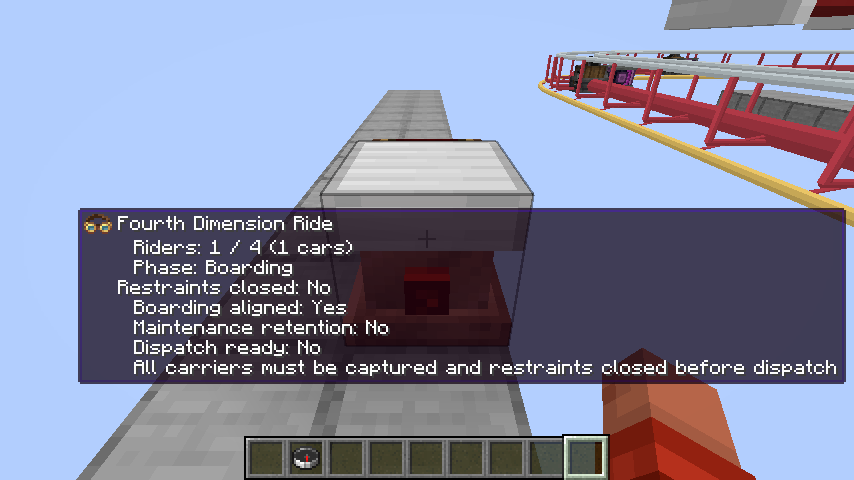 Fourth Dimension Ride
Riders: 1 / 4 (1 cars)
Phase: Boarding
Restraints closed: No
Boarding aligned: Yes
Maintenance retention: No
Dispatch ready: No
All carriers must be captured and restraints closed before dispatch